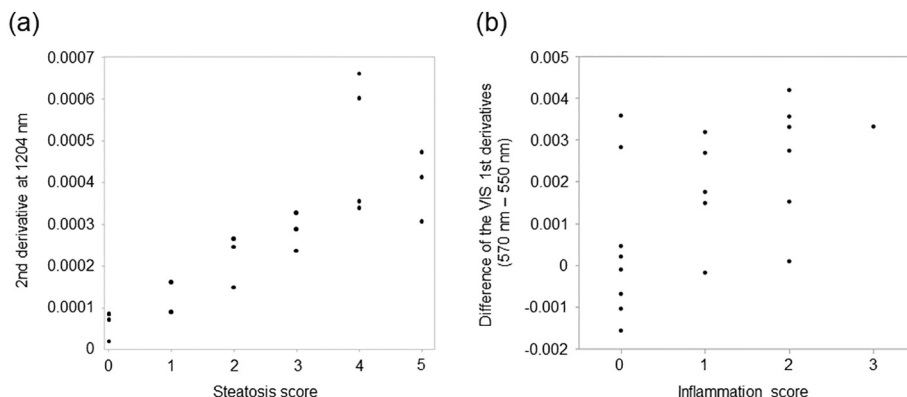 (a)
2nd derivative at 1204 nm
0.0007
0.0006
0.0005
0.0004
0.0003
0.0002
0.0001
0
0 1 2 3 4 5
Steatosis score
(b)
Difference of the VIS 1st derivatives
(570 nm – 550 nm)
0.005
0.004
0.003
0.002
0.001
0
-0.001
-0.002
0 1 2 3
Inflammation score